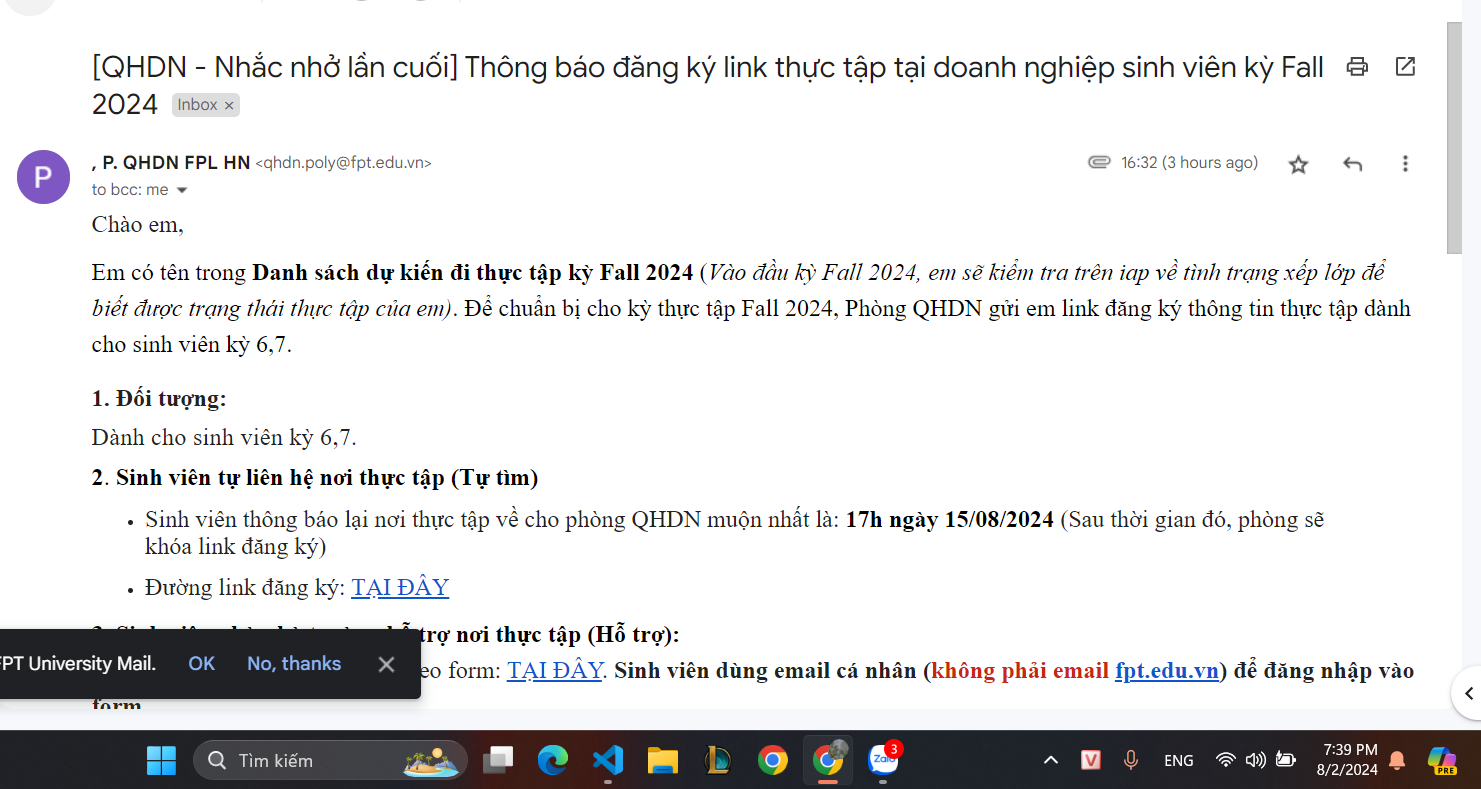 [QHDN - Nhắc nhở lần cuối] Thông báo đăng ký link thực tập tại doanh nghiệp sinh viên kỳ Fall
2024 Inbox ×
P
, P. QHDN FPL HN <qhdn.poly@fpt.edu.vn> 16:32 (3 hours ago)
to bcc: me
Chào em,
Em có tên trong Danh sách dự kiến đi thực tập kỳ Fall 2024 (Vào đầu kỳ Fall 2024, em sẽ kiểm tra trên iap về tình trạng xếp lớp để
biết được trạng thái thực tập của em). Để chuẩn bị cho kỳ thực tập Fall 2024, Phòng QHDN gửi em link đăng ký thông tin thực tập dành
cho sinh viên kỳ 6,7.
1. Đối tượng:
Dành cho sinh viên kỳ 6,7.
2. Sinh viên tự liên hệ nơi thực tập (Tự tìm)
• Sinh viên thông báo lại nơi thực tập về cho phòng QHDN muộn nhất là: 17h ngày 15/08/2024 (Sau thời gian đó, phòng sẽ
khóa link đăng ký)
• Đường link đăng ký: TẠI ĐÂY
trợ nơi thực tập (Hỗ trợ):
form: TẠI ĐÂY. Sinh viên dùng email cá nhân (không phải email fpt.edu.vn) để đăng nhập vào
form
University Mail. OK No, thanks
Tìm kiếm
PRE
Zalo 3
V
ENG
7:39 PM
8/2/2024